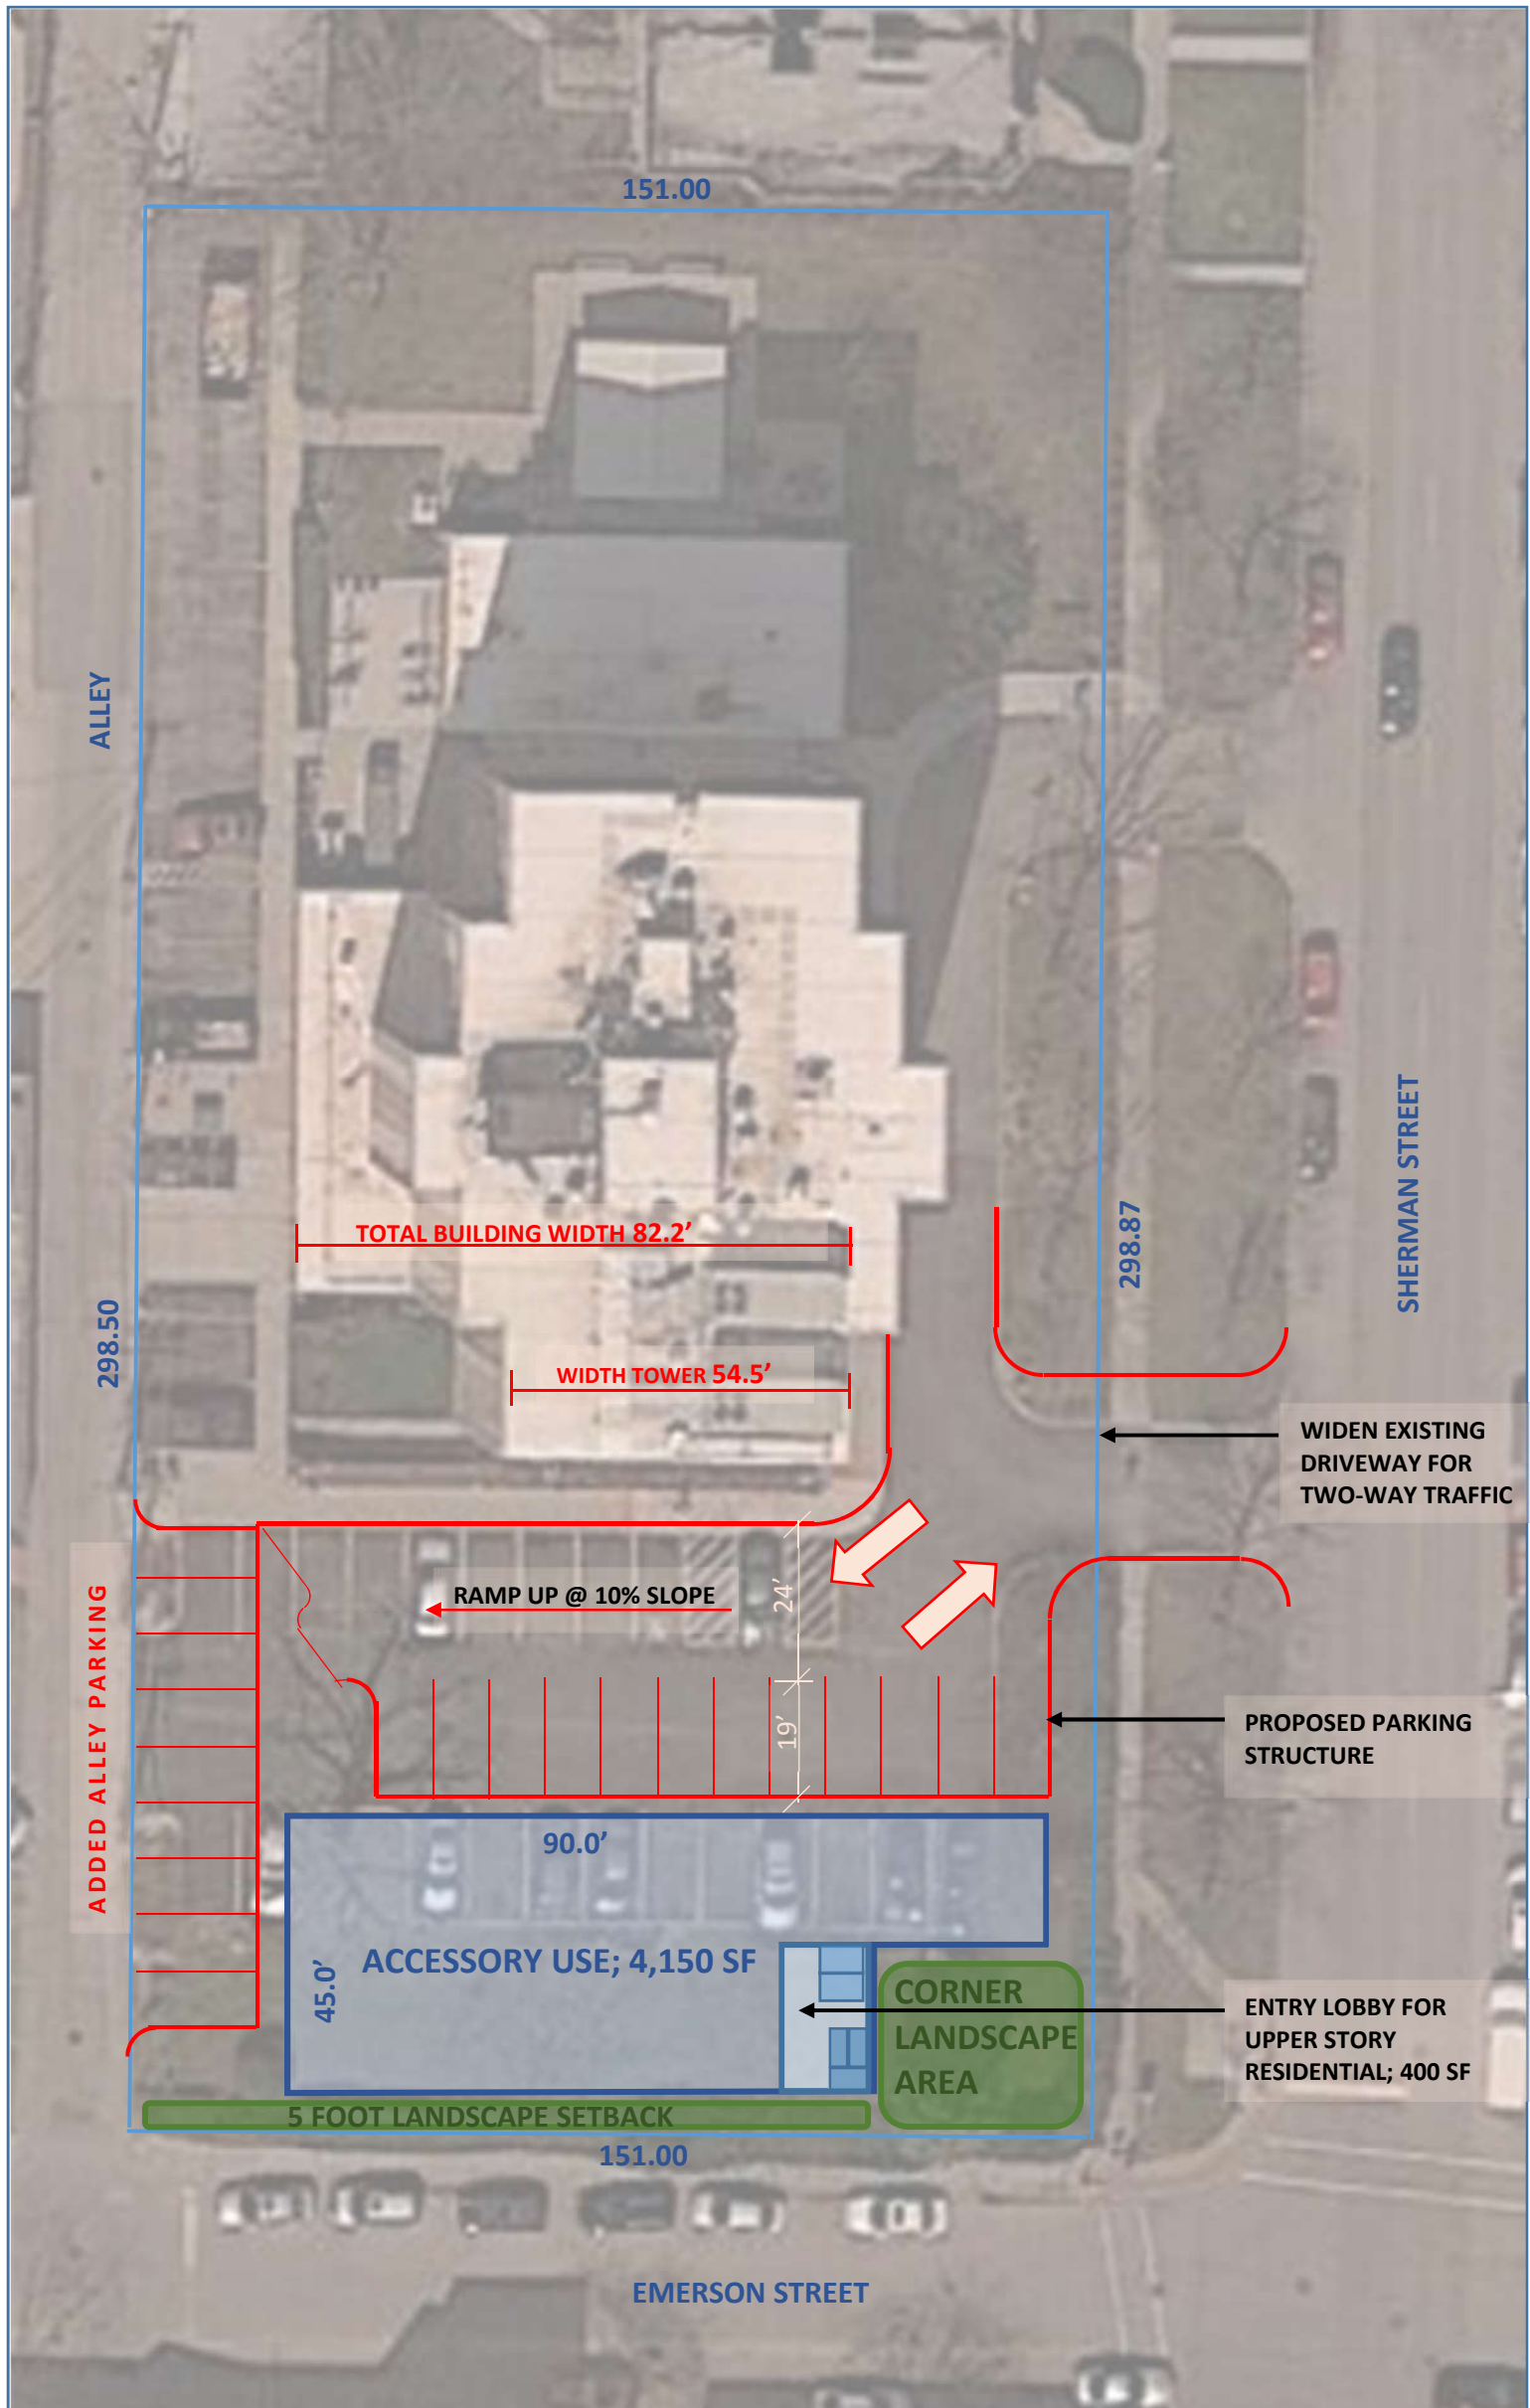 151.00
ALLEY
SHERMAN STREET
298.87
TOTAL BUILDING WIDTH 82.2’
298.50
WIDTH TOWER 54.5’
WIDEN EXISTING
DRIVEWAY FOR
TWO-WAY TRAFFIC
RAMP UP @ 10% SLOPE
24’
ADDED ALLEY PARKING
19’
PROPOSED PARKING
STRUCTURE
90.0’
ACCESSORY USE; 4,150 SF
45.0’
CORNER
LANDSCAPE
AREA
ENTRY LOBBY FOR
UPPER STORY
RESIDENTIAL; 400 SF
5 FOOT LANDSCAPE SETBACK
151.00
EMERSON STREET